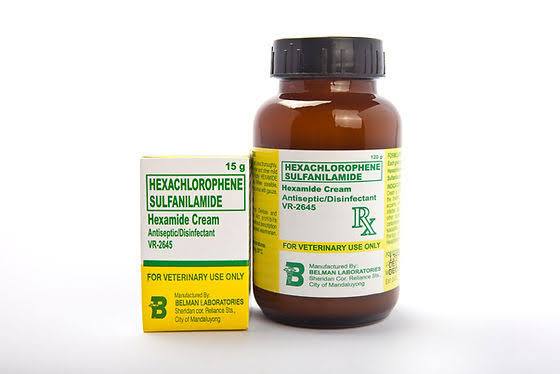 15 g
HEXACHLOROPHENE
SULFANILAMIDE
Hexamide Cream
Antiseptic/Disinfectant
VR-2645
FOR VETERINARY USE ONLY
B
Manufactured By:
BELMAN LABORATORIES
Sheridan cor. Reliance Sts.,
City of Mandaluyong
120 g
HEXACHLOROPHENE
SULFANILAMIDE
Hexamide Cream
Antiseptic/Disinfectant
VR-2645
Rx
FOR VETERINARY USE ONLY
B
Manufactured By:
BELMAN LABORATORIES
Sheridan Cor. Reliance Sts.,
City of Mandaluyong